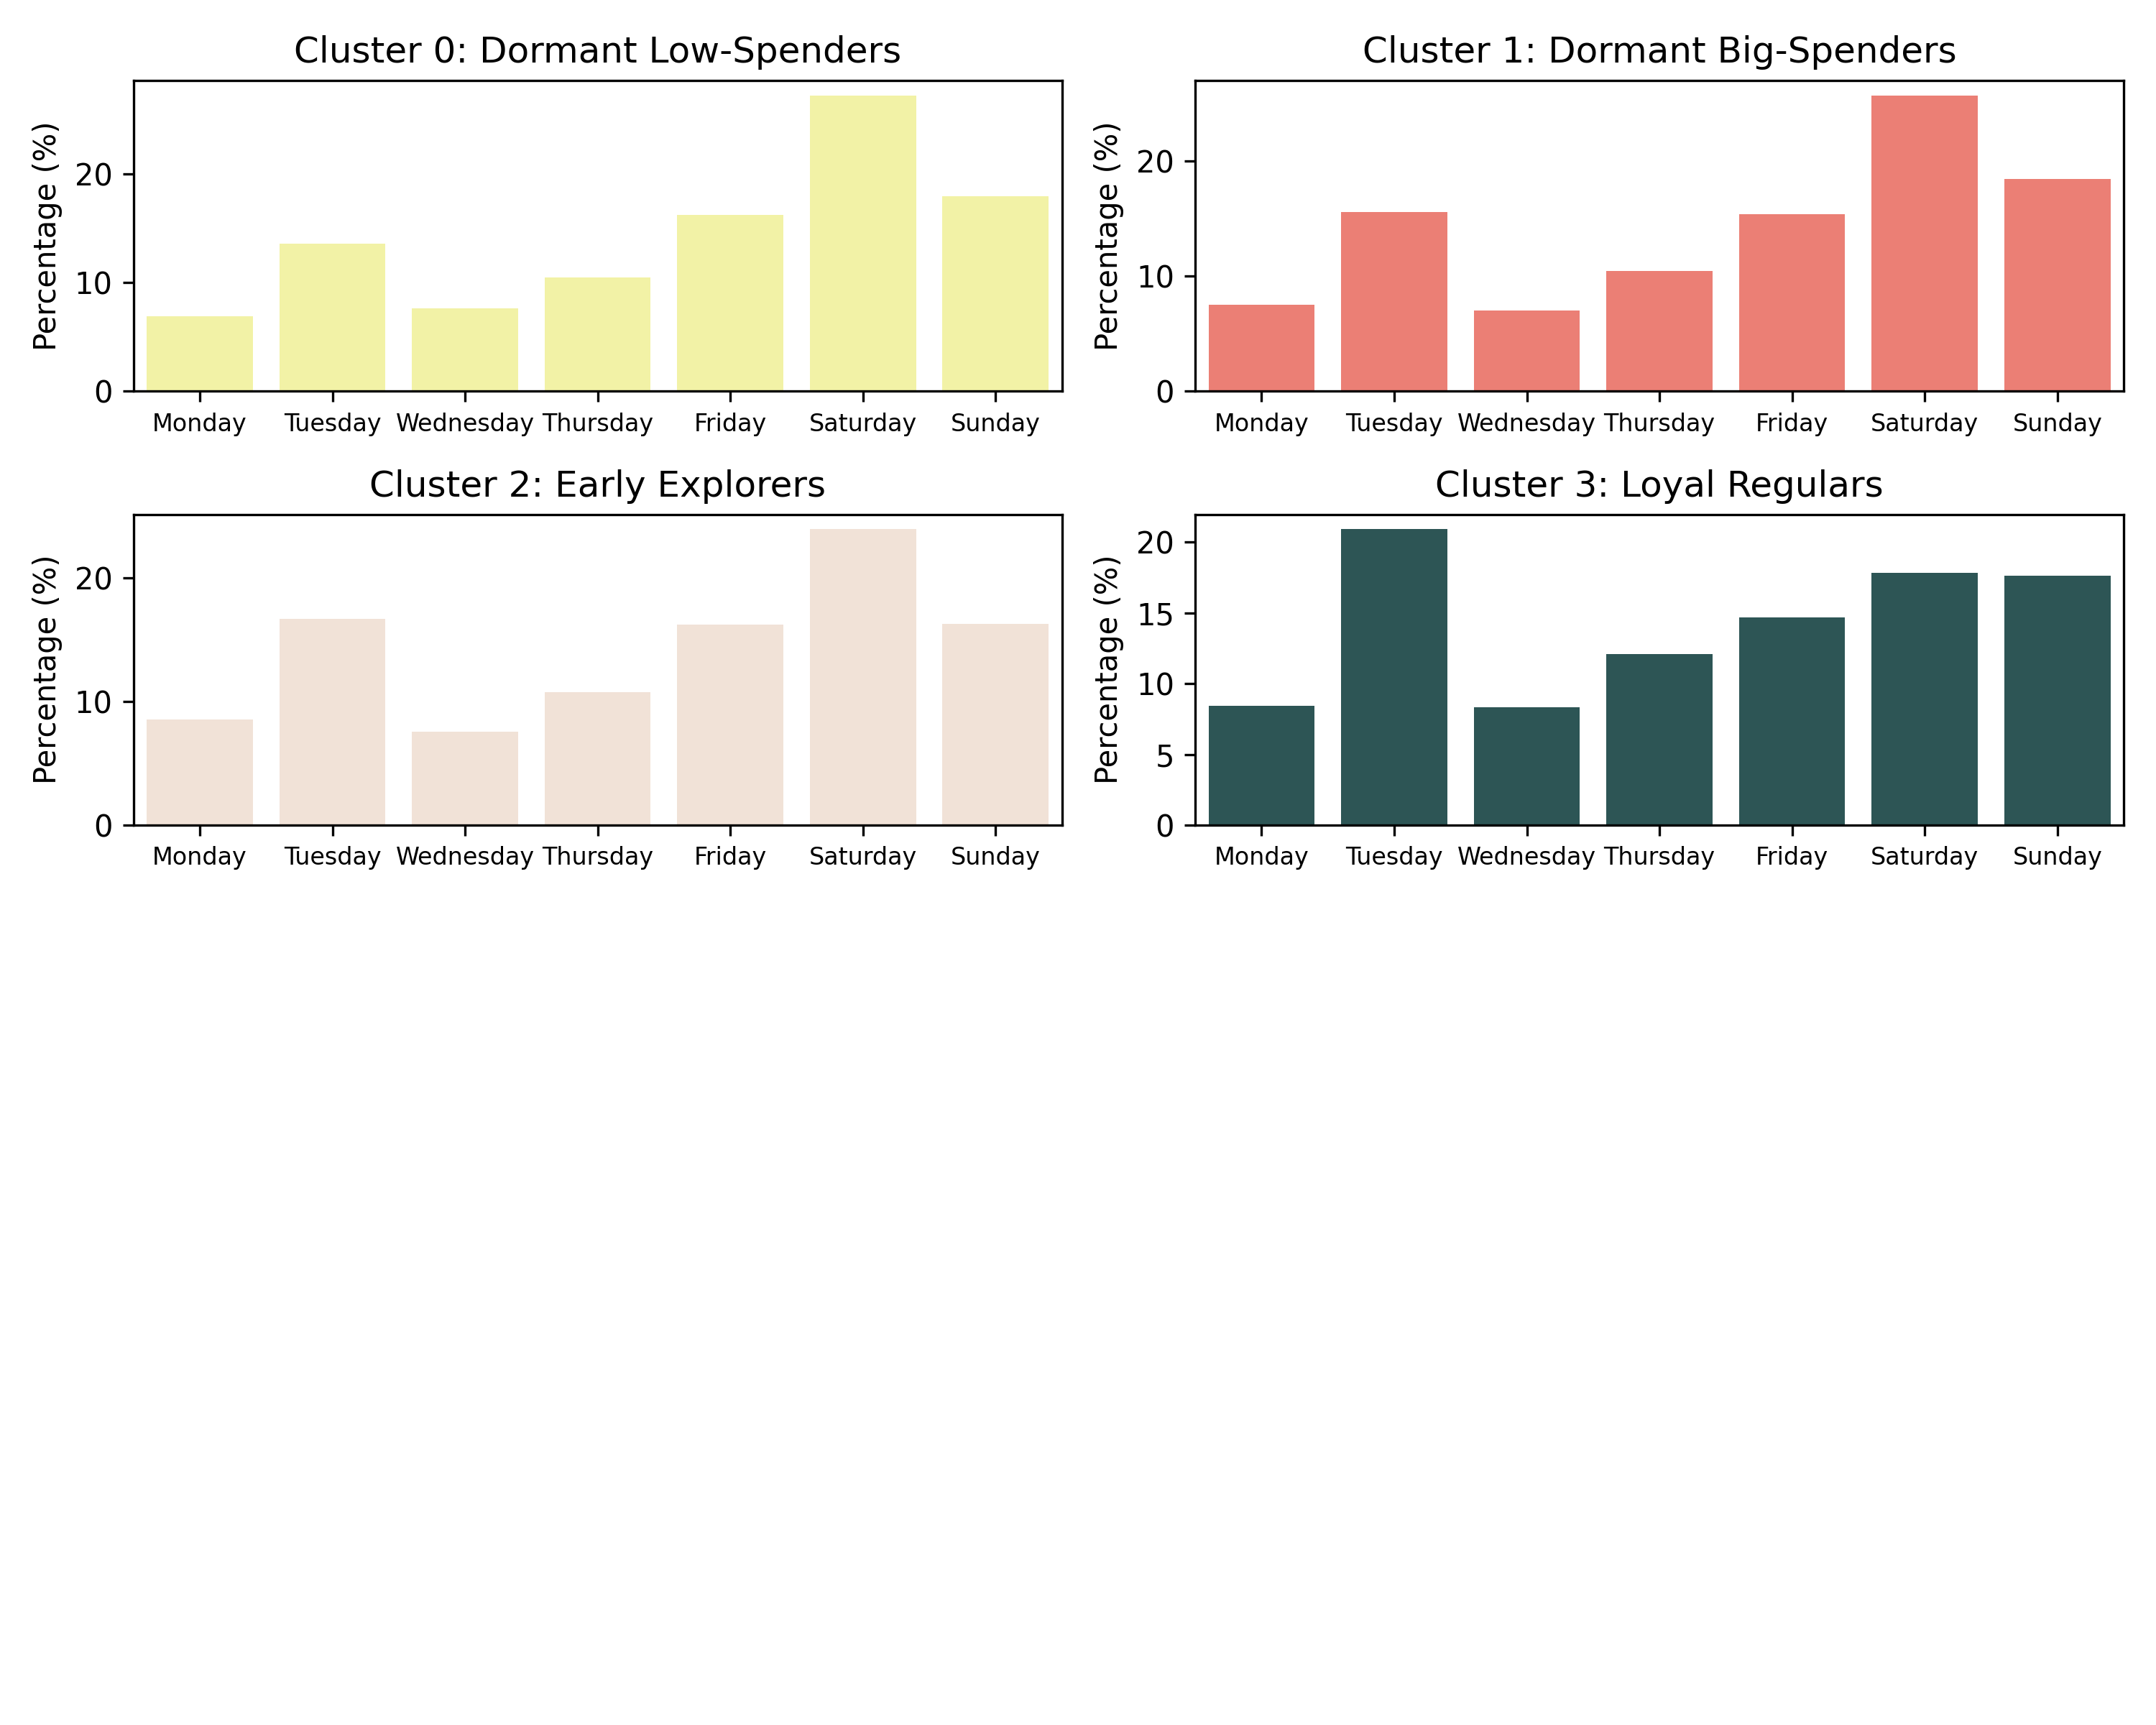 Cluster 0: Dormant Low-Spenders
Percentage (%)
20
10
0
Monday Tuesday Wednesday Thursday Friday Saturday Sunday
Cluster 1: Dormant Big-Spenders
Percentage (%)
20
10
0
Monday Tuesday Wednesday Thursday Friday Saturday Sunday
Cluster 2: Early Explorers
Percentage (%)
20
10
0
Monday Tuesday Wednesday Thursday Friday Saturday Sunday
Cluster 3: Loyal Regulars
Percentage (%)
20
15
10
5
0
Monday Tuesday Wednesday Thursday Friday Saturday Sunday